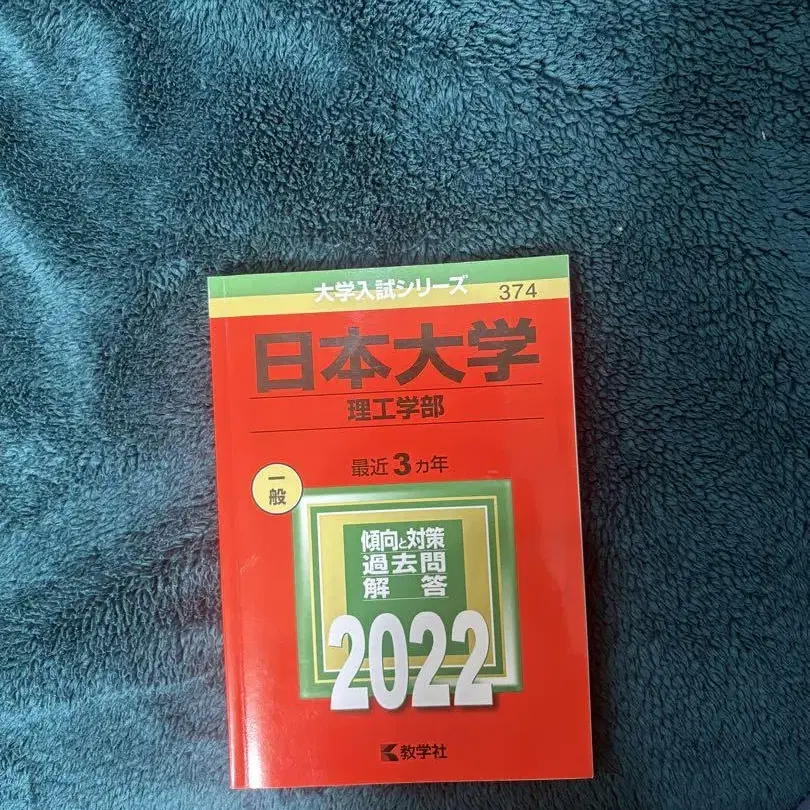 大学入試シリーズ 374
日本大学
理工学部
最近3カ年
一般
傾向と対策
過去問
解答
2022
教学社